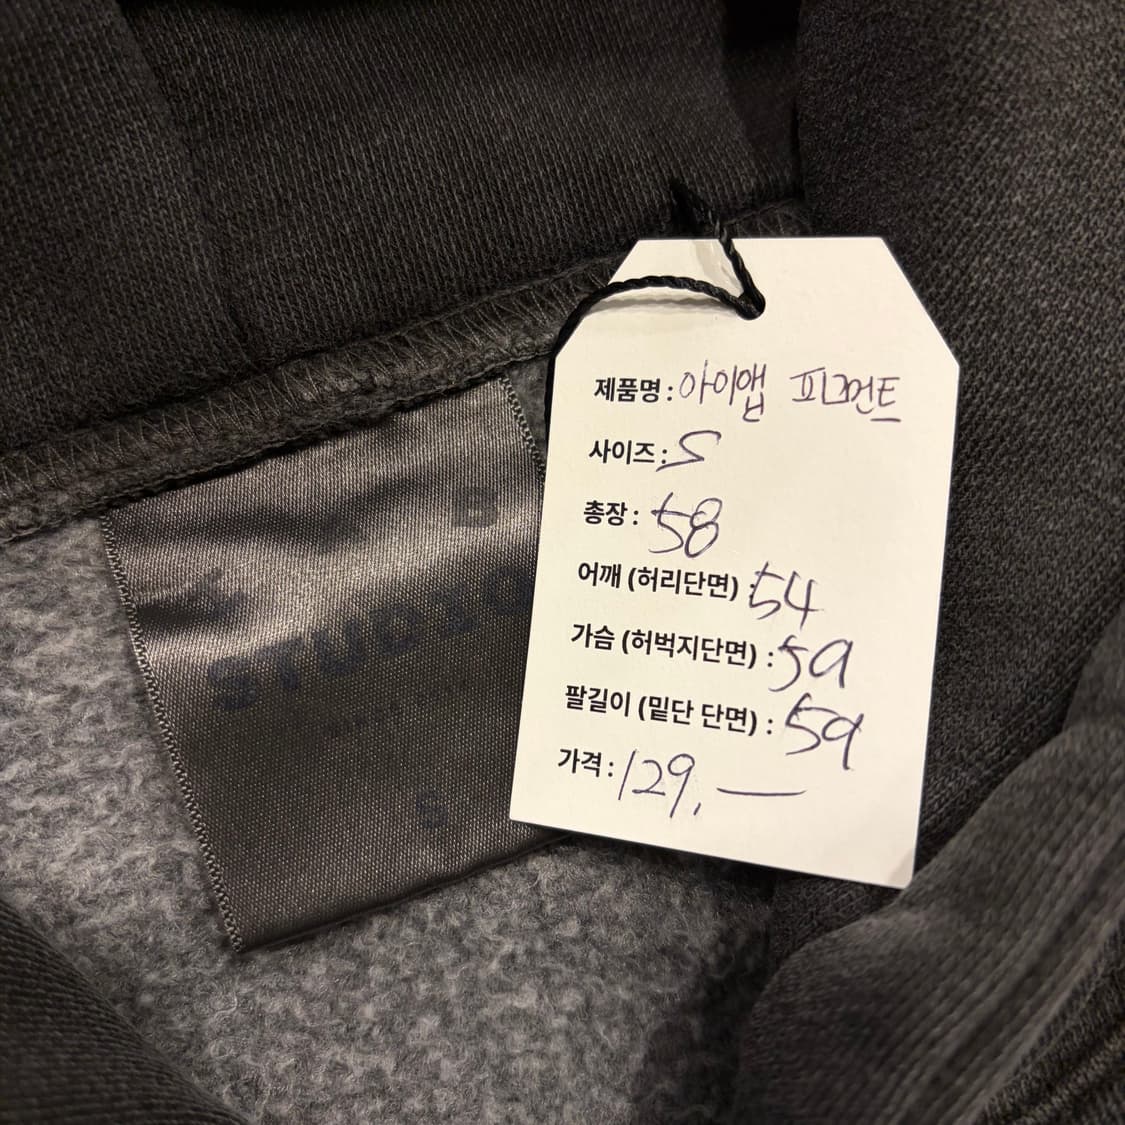 제품명 : 아이앱 피그먼트
사이즈 : S
총장 : 58
어깨 (허리단면) : 54
가슴 (허벅지단면) : 59
팔길이 (밑단 단면) : 59
가격 : 129,—
STUDIO
S